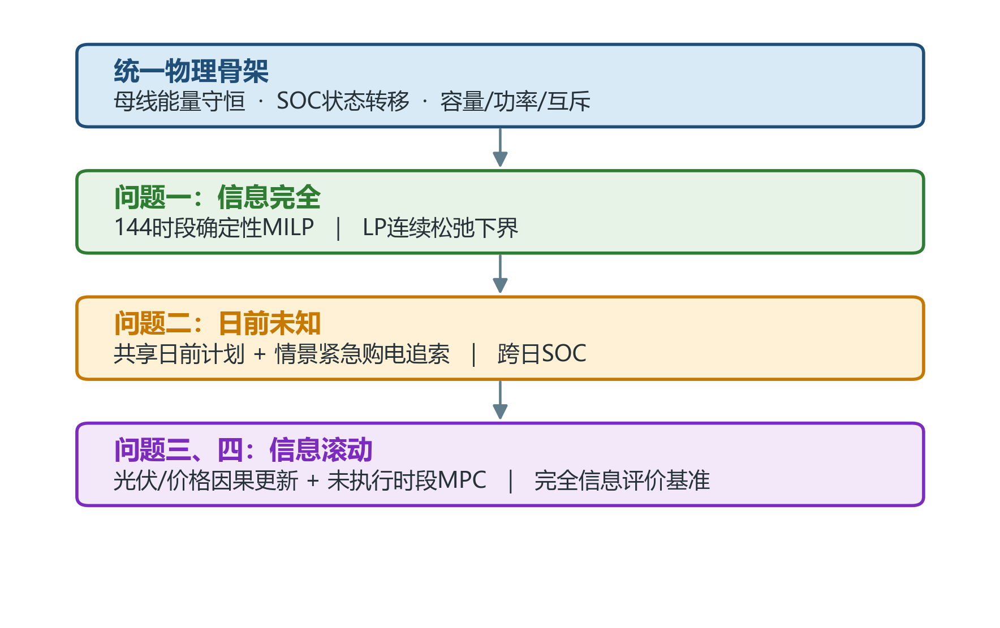 统一物理骨架
母线能量守恒 · SOC状态转移 · 容量/功率/互斥
问题一：信息完全
144时段确定性MILP | LP连续松弛下界
问题二：日前未知
共享日前计划 + 情景紧急购电追索 | 跨日SOC
问题三、四：信息滚动
光伏/价格因果更新 + 未执行时段MPC | 完全信息评价基准